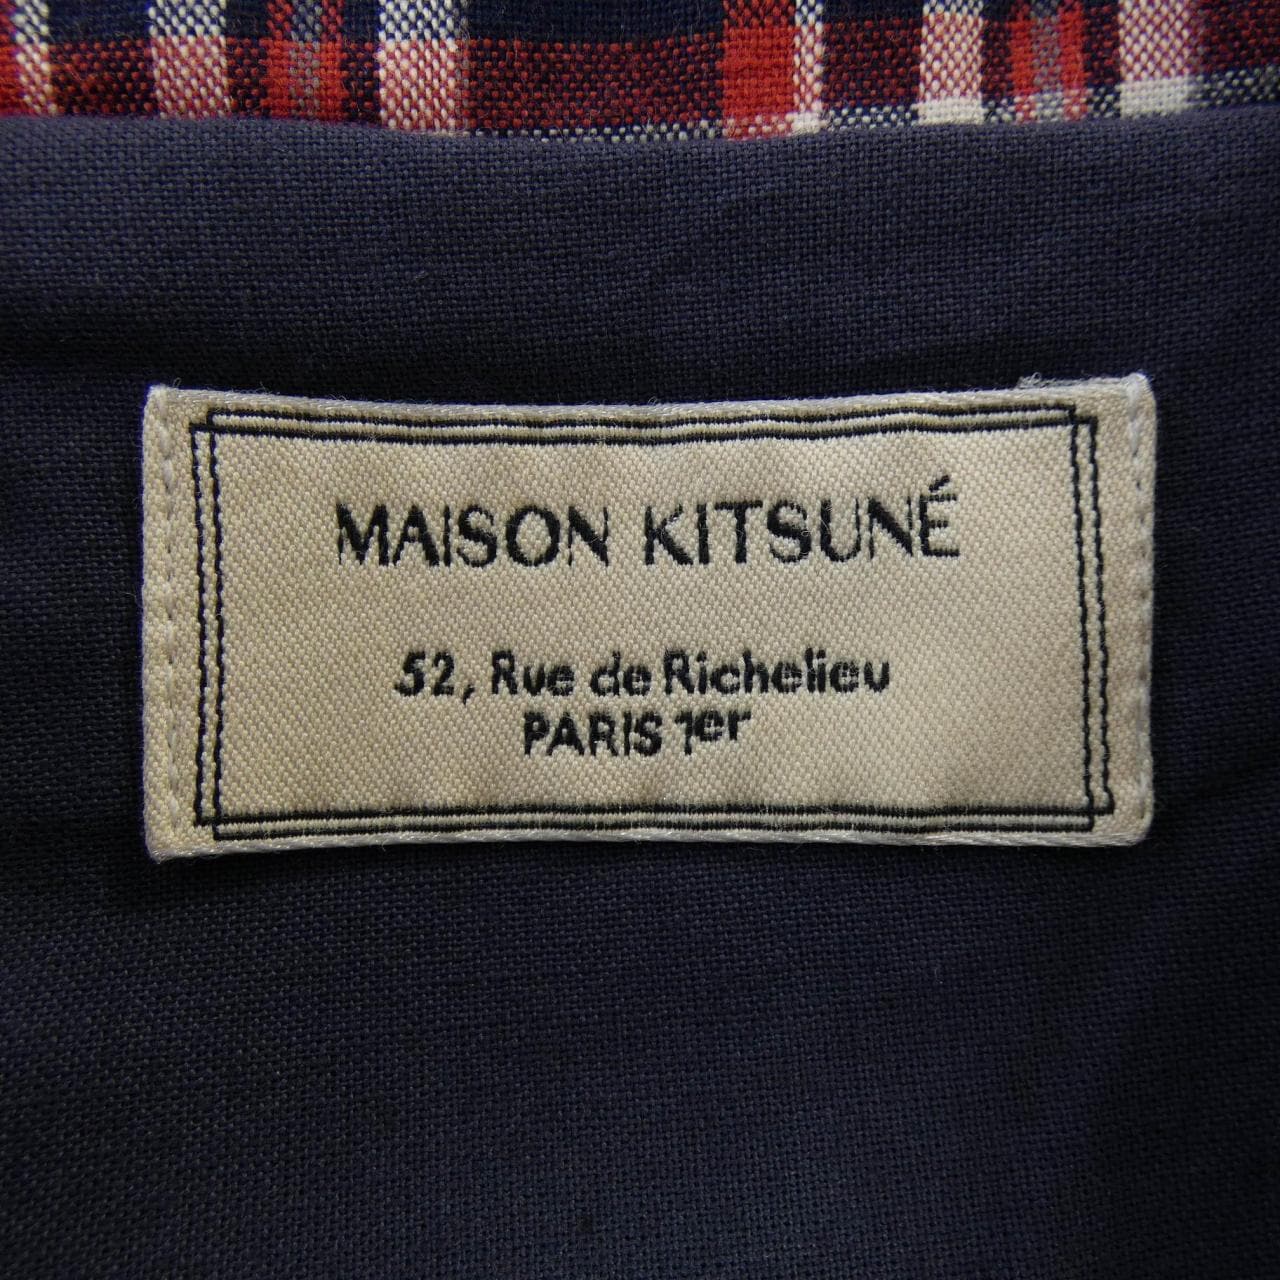 MAISON KITSUNÉ
52, Rue de Richelieu
PARIS 1er